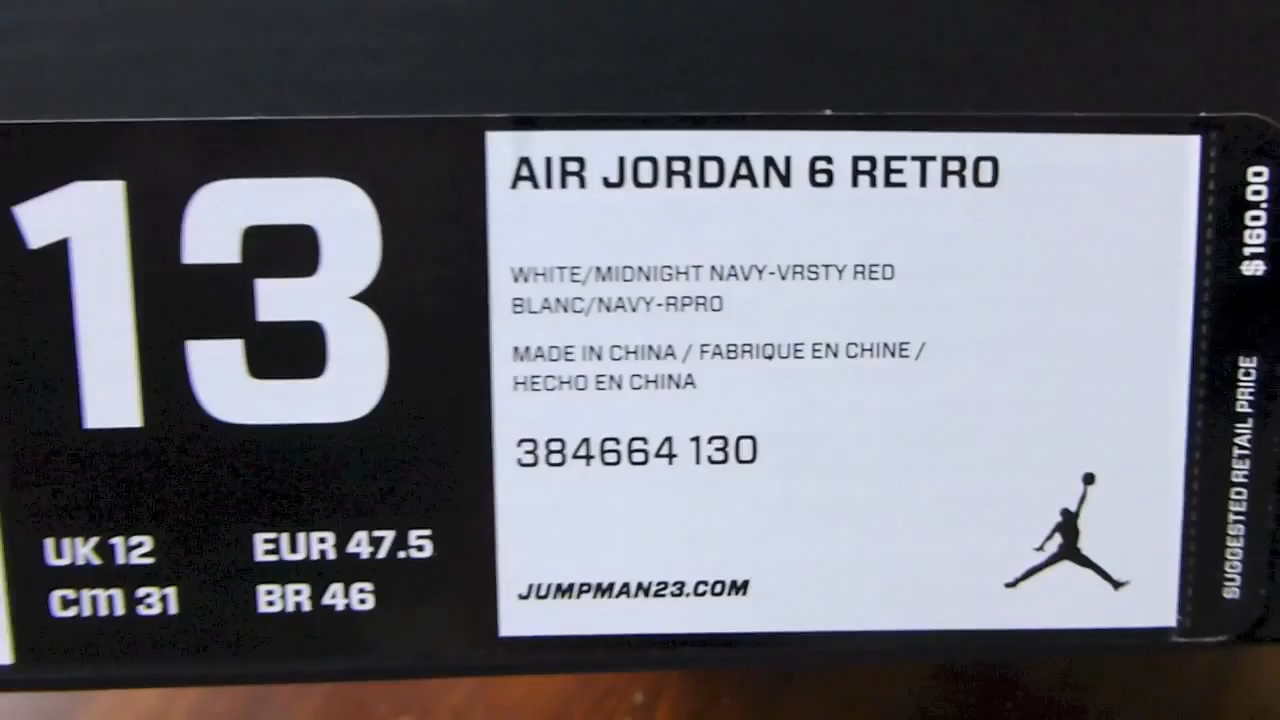 13
UK 12 EUR 47.5
cm 31 BR 46
AIR JORDAN 6 RETRO
WHITE/MIDNIGHT NAVY-VRSTY RED
BLANC/NAVY-RPRO
MADE IN CHINA / FABRIQUE EN CHINE /
HECHO EN CHINA
384664 130
JUMPMAN23.COM
SUGGESTED RETAIL PRICE $160.00